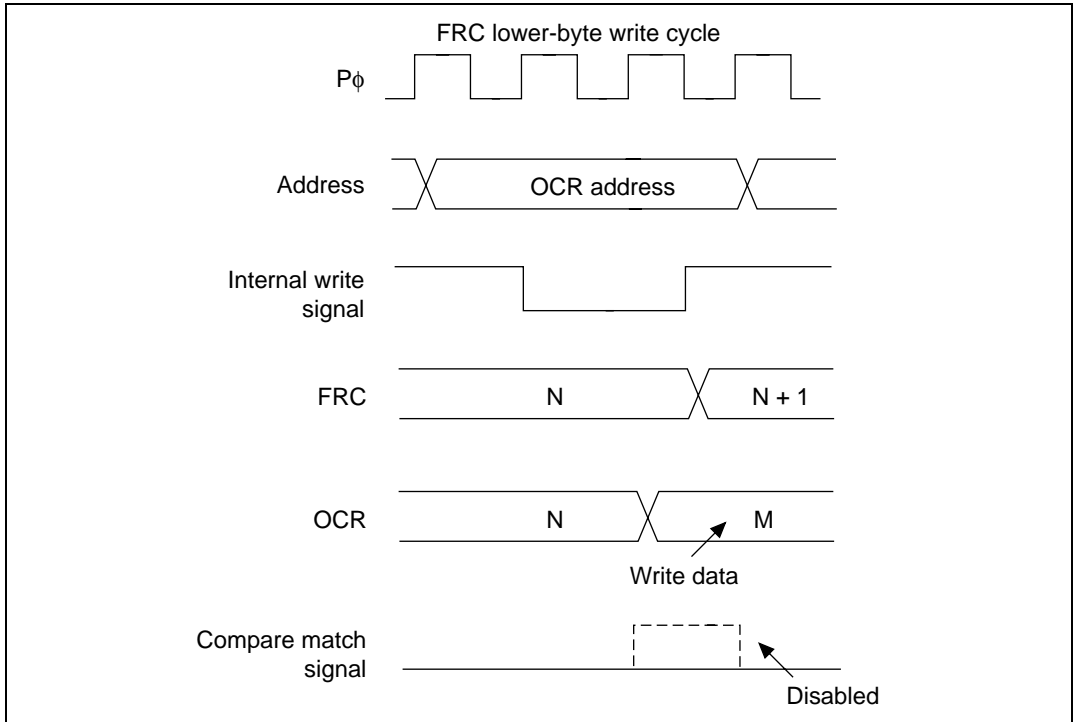 FRC lower-byte write cycle
Pϕ
Address
OCR address
Internal write
signal
FRC
N
N + 1
OCR
N
M
Write data
Compare match
signal
Disabled